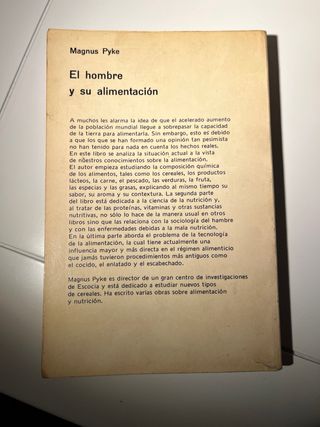 Magnus Pyke
El hombre
y su alimentación
A muchos les alarma la idea de que el acelerado aumento
de la población mundial llegue a sobrepasar la capacidad
de la tierra para alimentarla. Sin embargo, esto es debido
a que los que se han formado una opinión tan pesimista
no han tenido para nada en cuenta los hechos reales.
En este libro se analiza la situación actual a la vista
de nuestros conocimientos sobre la alimentación.
El autor empieza estudiando la composición química
de los alimentos, tales como los cereales, los productos
lácteos, la carne, el pescado, las verduras, la fruta,
las especias y las grasas, explicando al mismo tiempo su
sabor, su aroma y su contextura. La segunda parte
del libro está dedicada a la ciencia de la nutrición y,
al tratar de las proteínas, vitaminas y otras sustancias
nutritivas, no sólo lo hace de la manera usual en otros
libros sino que las relaciona con la sociología del hambre
y con las enfermedades debidas a la mala nutrición.
En la última parte aborda el problema de la tecnología
de la alimentación, la cual tiene actualmente una
influencia mayor y más directa en el régimen alimenticio
que jamás tuvieron procedimientos más antiguos como
el cocido, el enlatado y el escabechado.
Magnus Pyke es director de un gran centro de investigaciones
de Escocia y está dedicado a estudiar nuevos tipos
de cereales. Ha escrito varias obras sobre alimentación
y nutrición.